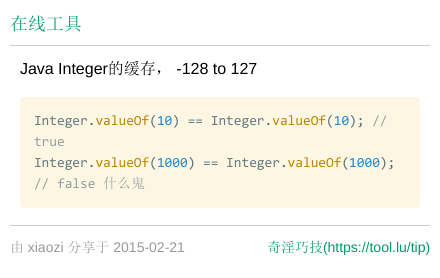 在线工具
Java Integer的缓存， -128 to 127
Integer.valueOf(10) == Integer.valueOf(10); //
true
Integer.valueOf(1000) == Integer.valueOf(1000);
// false 什么鬼
由 xiaozi 分享于 2015-02-21 奇淫巧技(https://tool.lu/tip)